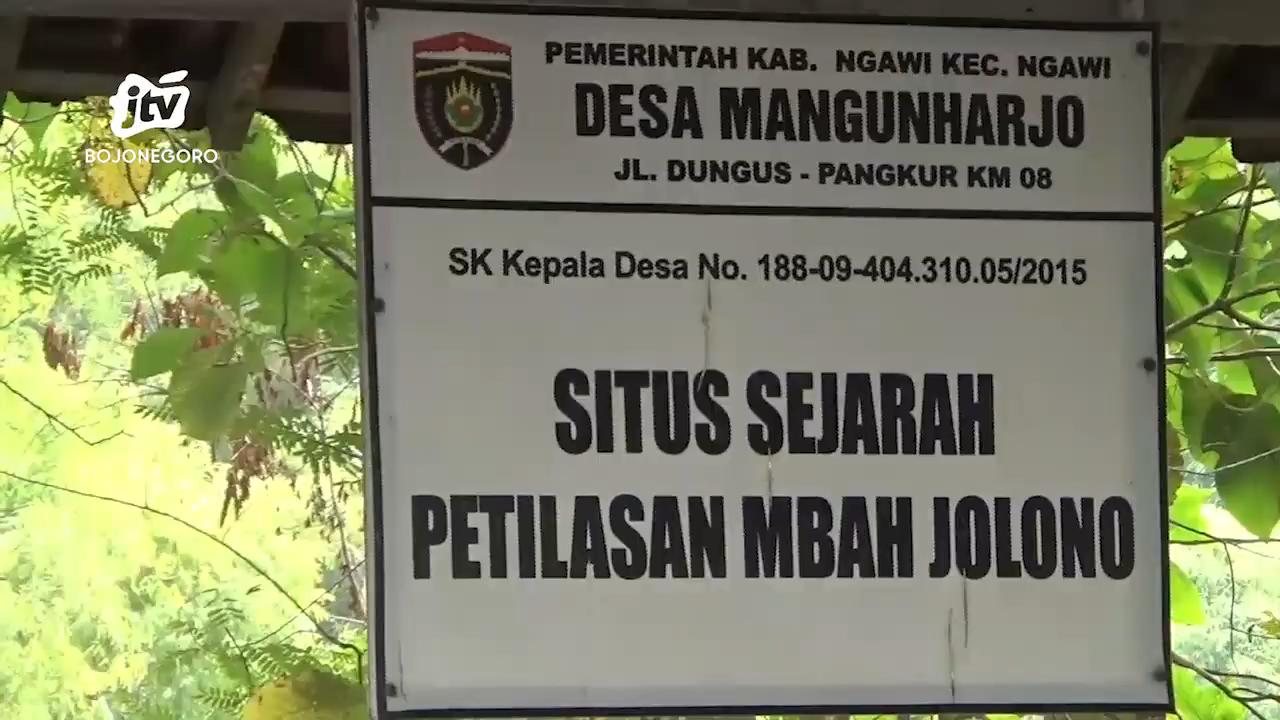 jtv
BOJONEGORO
PEMERINTAH KAB. NGAWI KEC. NGAWI
DESA MANGUNHARJO
JL. DUNGUS - PANGKUR KM 08
SK Kepala Desa No. 188-09-404.310.05/2015
SITUS SEJARAH
PETILASAN MBAH JOLONO